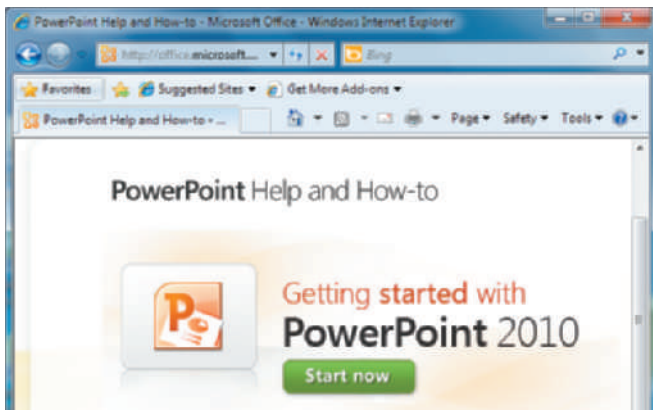 PowerPoint Help and How-to - Microsoft Office - Windows Internet Explorer
http://office.microsoft... Bing
Favorites Suggested Sites Get More Add-ons
PowerPoint Help and How-to - ... Page Safety Tools
PowerPoint Help and How-to
P
Getting started with
PowerPoint 2010
Start now